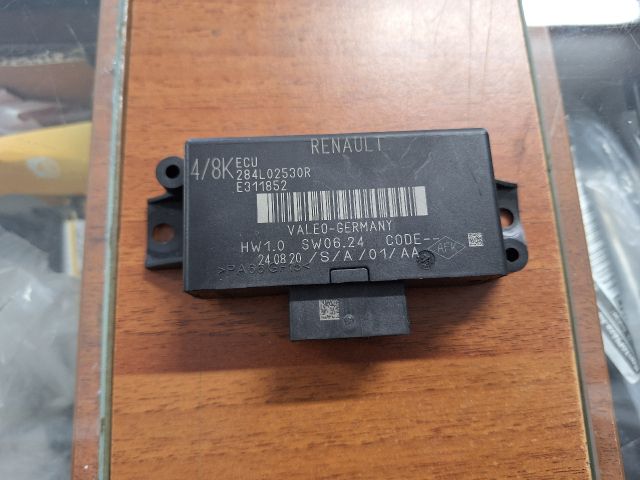 RENAULT
4/8K ECU
284L02530R
E311852
VALEO-GERMANY
HW1.0 SW06.24 CODE--
24.08.20 /S/A/01/AA